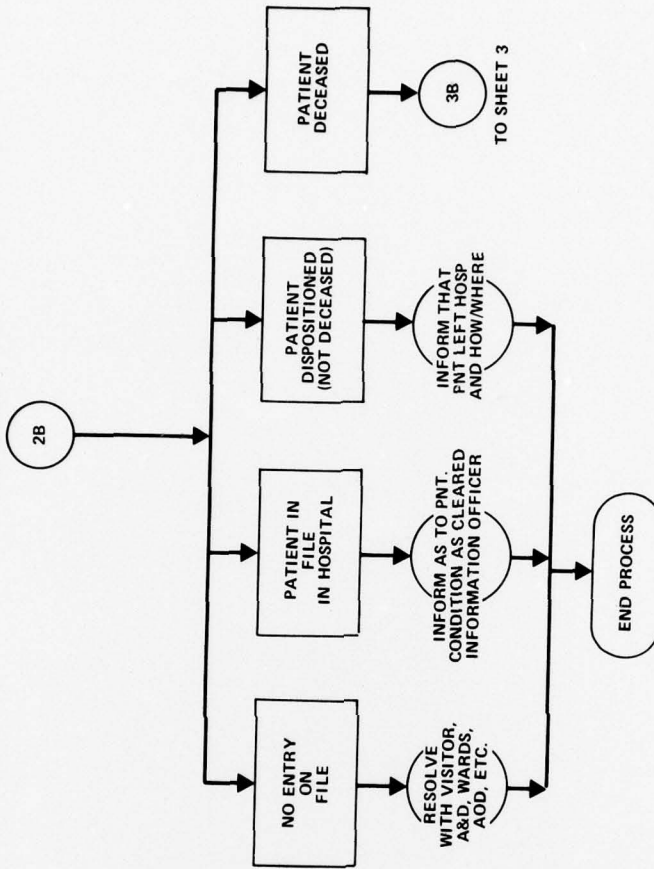 2B
NO ENTRY
ON
FILE
PATIENT IN
FILE
IN HOSPITAL
PATIENT
DISPOSITIONED
(NOT DECEASED)
PATIENT
DECEASED
RESOLVE
WITH VISITOR,
A&D, WARDS,
AOD, ETC.
INFORM AS TO PNT.
CONDITION AS CLEARED
INFORMATION OFFICER
INFORM THAT
PNT LEFT HOSP
AND HOW/WHERE
3B
TO SHEET 3
END PROCESS